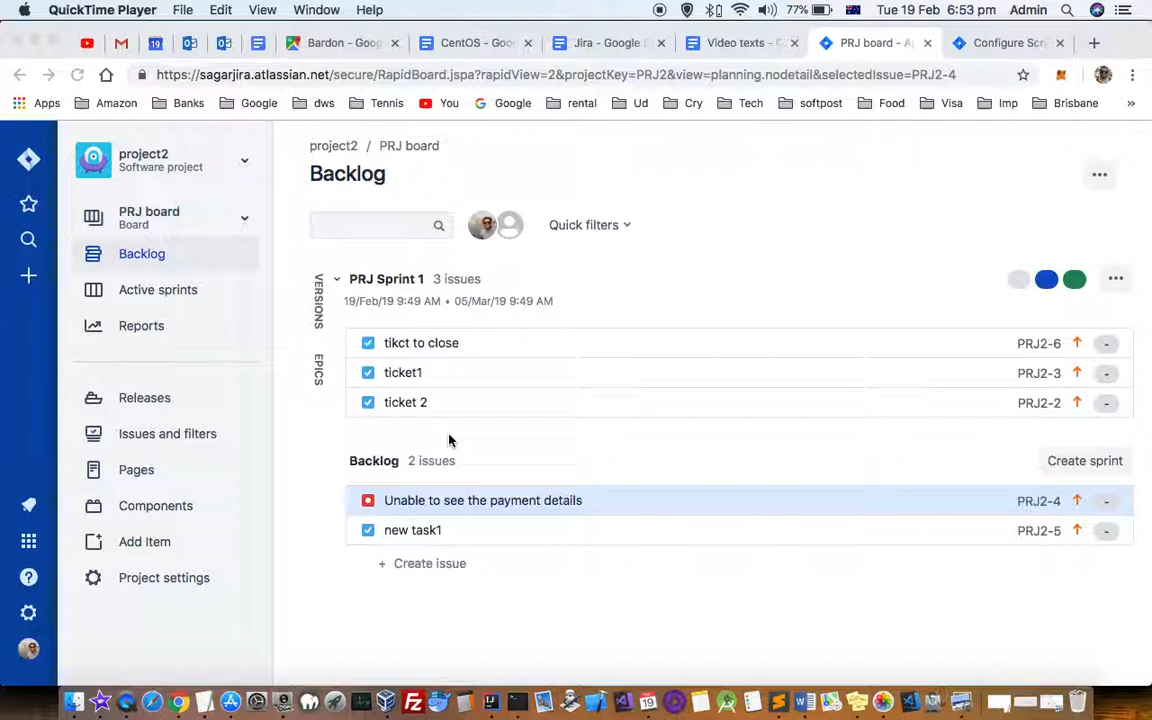 QuickTime Player File Edit View Window Help 77% Tue 19 Feb 6:53 pm Admin
Bardon - Goog CentOS - Goo Jira - Google D Video texts - G PRJ board - A Configure Scr
https://sagarjira.atlassian.net/secure/RapidBoard.jspa?rapidView=2&projectKey=PRJ2&view=planning.nodetail&selectedIssue=PRJ2-4
Apps Amazon Banks Google dws Tennis You Google rental Ud Cry Tech softpost Food Visa Imp Brisbane »
project2
Software project
PRJ board
Board
Backlog
Active sprints
Reports
Releases
Issues and filters
Pages
Components
Add Item
Project settings
project2 / PRJ board
Backlog
Quick filters
VERSIONS
EPICS
PRJ Sprint 1 3 issues
19/Feb/19 9:49 AM • 05/Mar/19 9:49 AM
tikct to close PRJ2-6 -
ticket1 PRJ2-3 -
ticket 2 PRJ2-2 -
Backlog 2 issues Create sprint
Unable to see the payment details PRJ2-4 -
new task1 PRJ2-5 -
+ Create issue